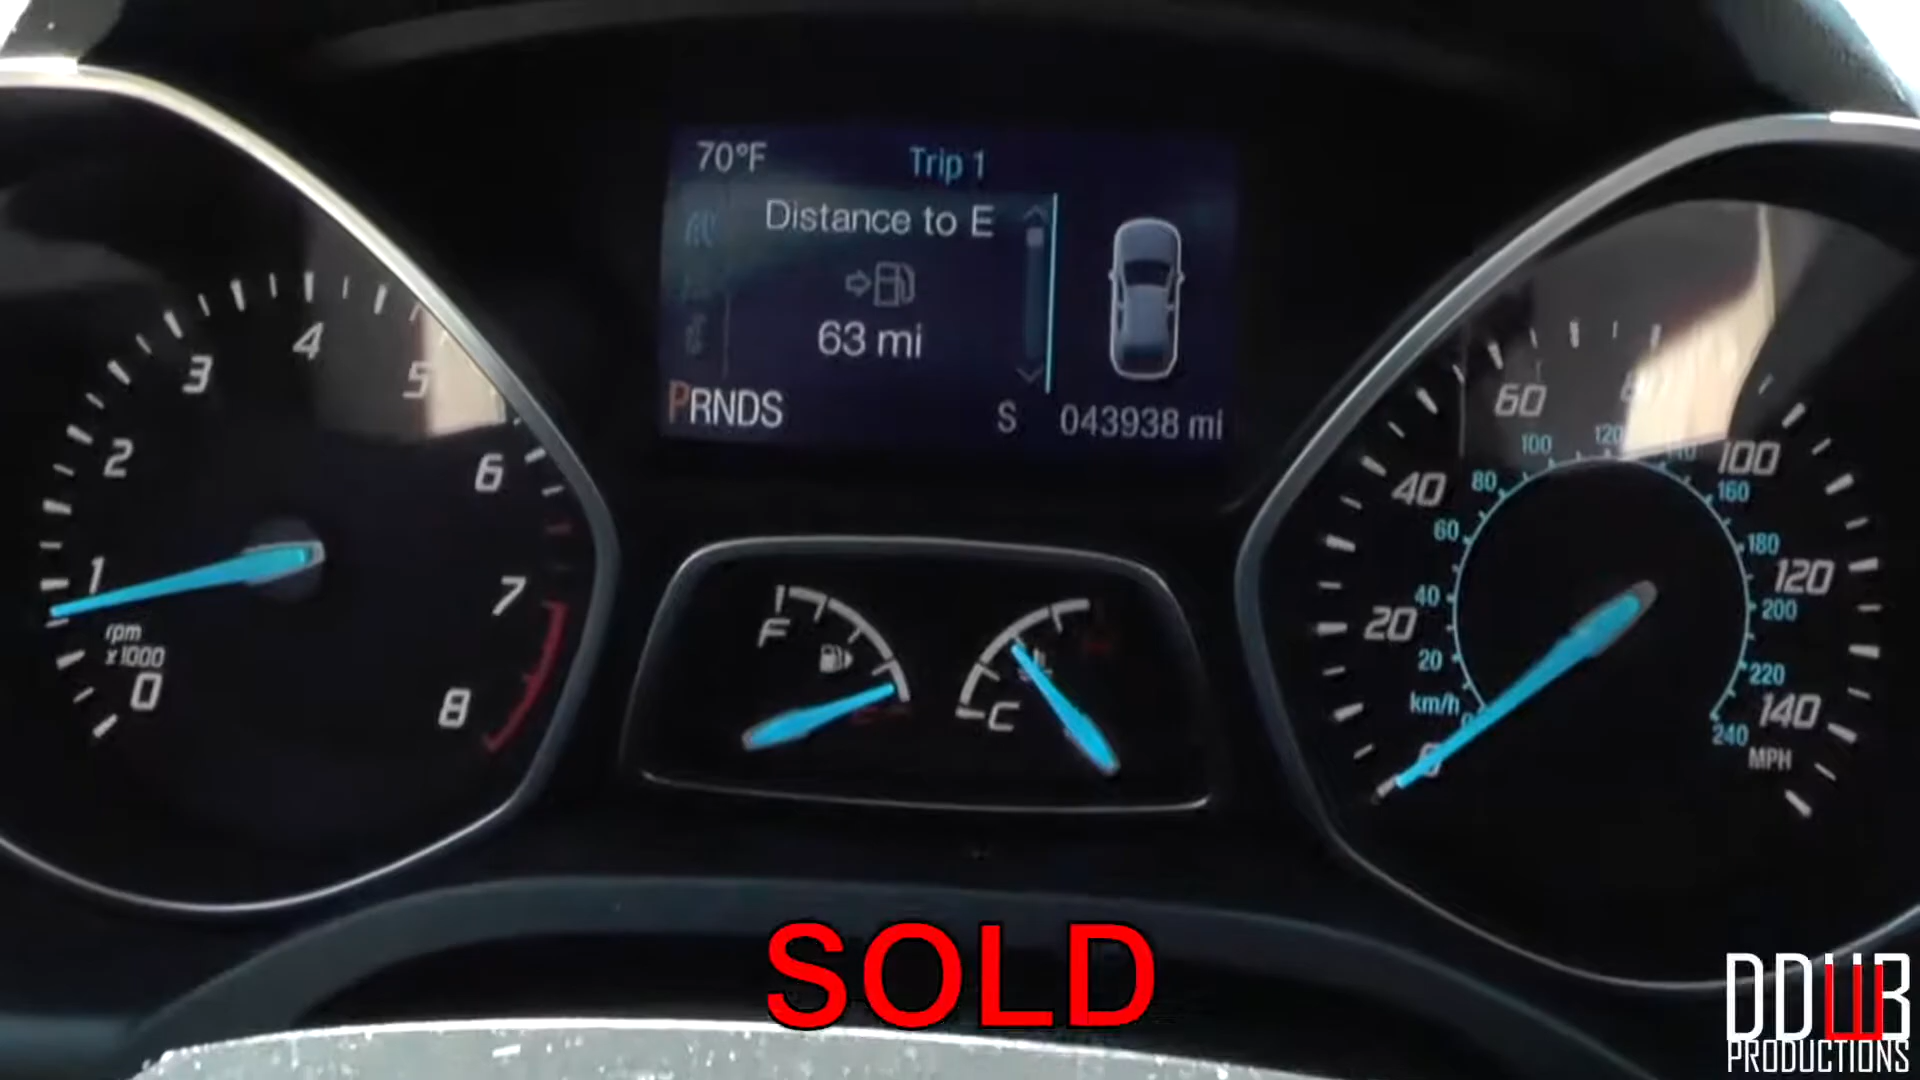 70°F
Trip 1
Distance to E
63 mi
PRNDS
S 043938 mi
0
1
2
3
4
5
6
7
8
rpm
x1000
F
C
20
40
60
100
120
140
MPH
km/h
20
40
60
80
100
120
140
160
180
200
220
240
SOLD
DDWB
PRODUCTIONS